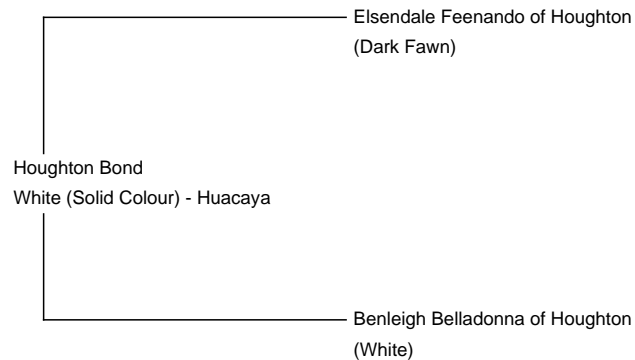 Elsendale Feenando of Houghton
(Dark Fawn)
Houghton Bond
White (Solid Colour) - Huacaya
Benleigh Belladonna of Houghton
(White)